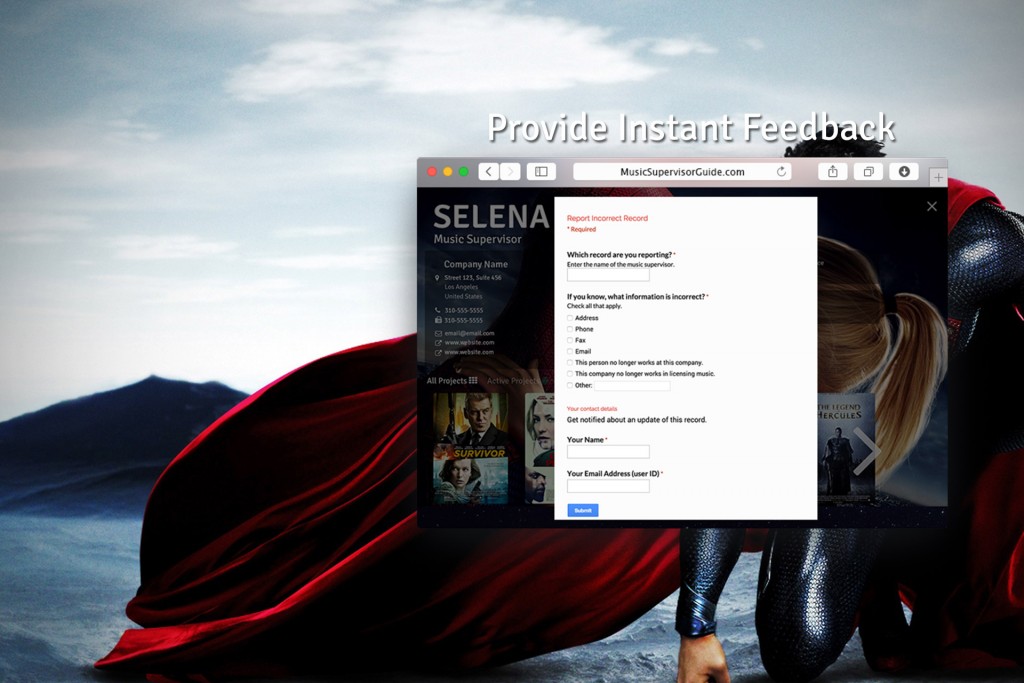 Provide Instant Feedback
MusicSupervisorGuide.com
SELENA
Music Supervisor
Company Name
Street 123, Suite 456
Los Angeles
United States
310-555-5555
310-555-5555
email@email.com
www.website.com
www.website.com
All Projects Active Projects
SURVIVOR
THE LEGEND
HERCULES
Report Incorrect Record
* Required
Which record are you reporting? *
Enter the name of the music supervisor.
If you know, what information is incorrect? *
Check all that apply.
Address
Phone
Fax
Email
This person no longer works at this company.
This company no longer works in licensing music.
Other:
Your contact details
Get notified about an update of this record.
Your Name *
Your Email Address (user ID) *
Submit